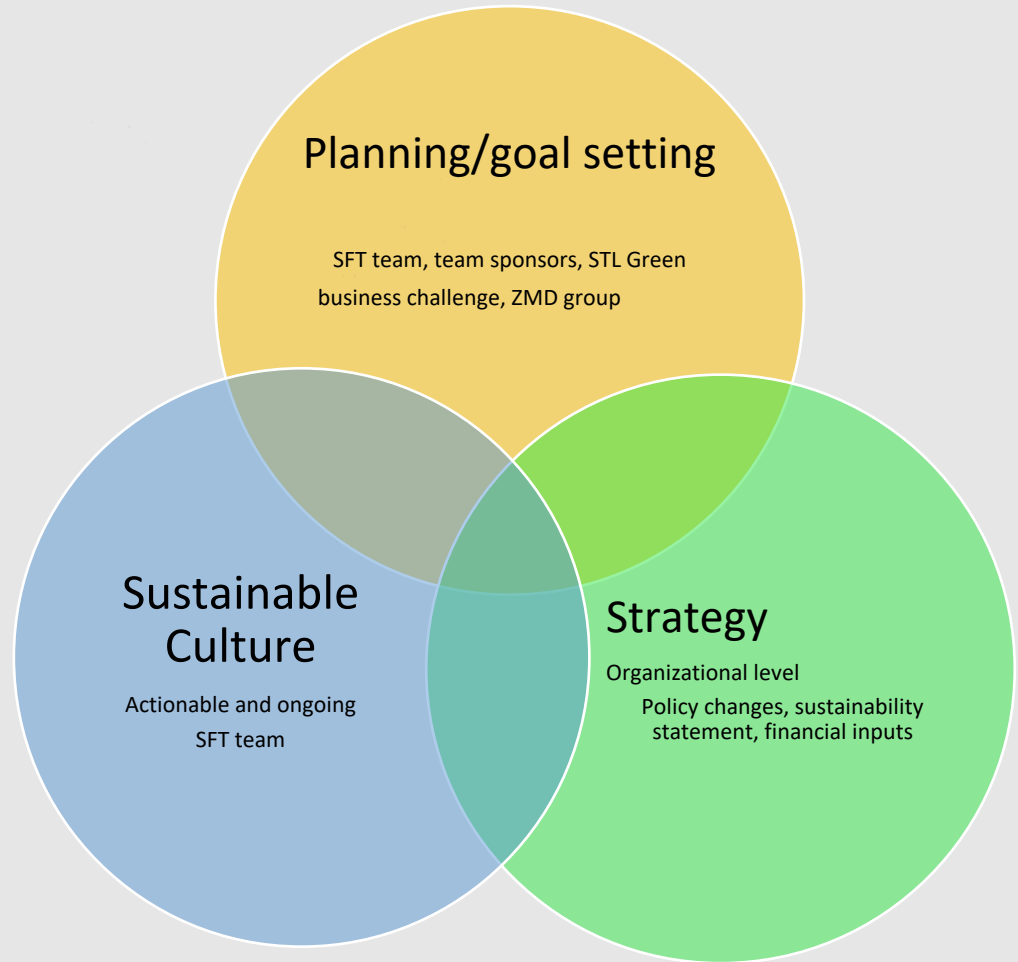 Planning/goal setting
SFT team, team sponsors, STL Green
business challenge, ZMD group
Sustainable
Culture
Actionable and ongoing
SFT team
Strategy
Organizational level
Policy changes, sustainability
statement, financial inputs